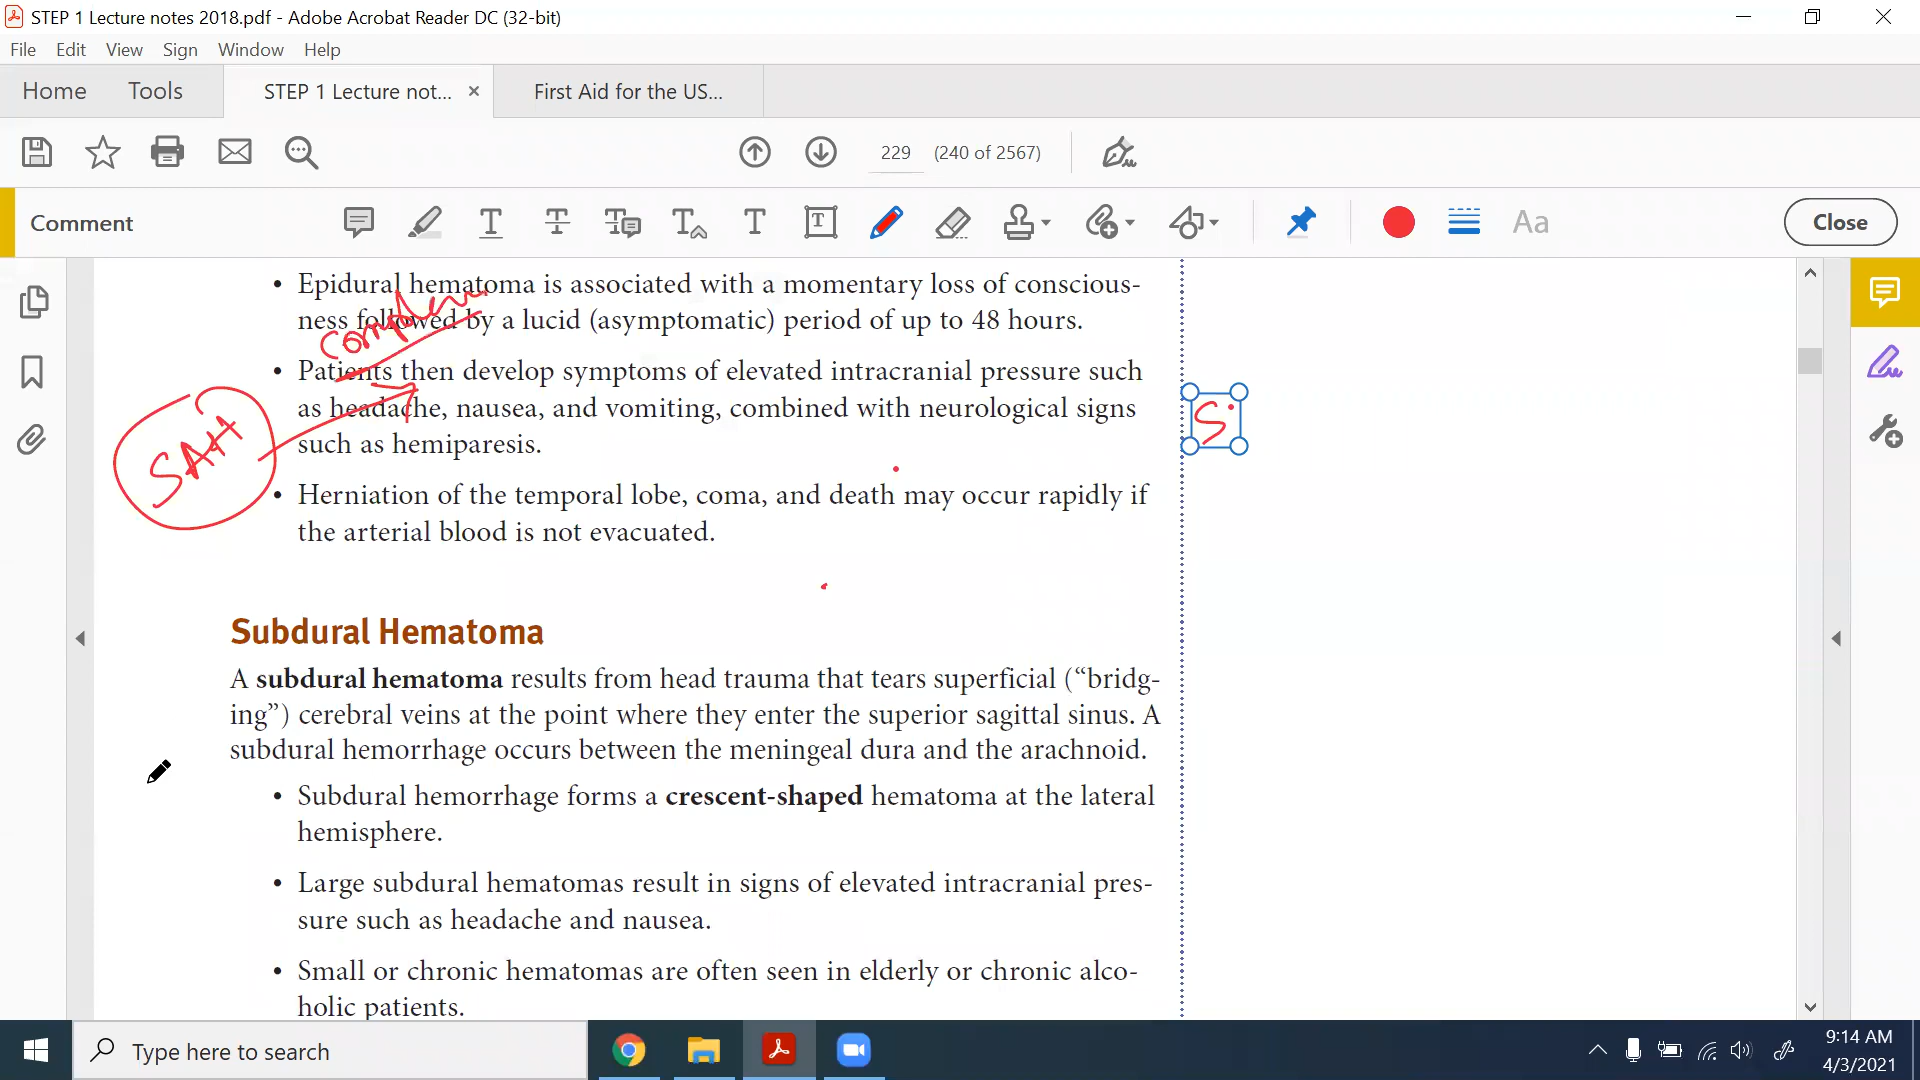 STEP 1 Lecture notes 2018.pdf - Adobe Acrobat Reader DC (32-bit)
File Edit View Sign Window Help
Home Tools STEP 1 Lecture not... × First Aid for the US...
229 (240 of 2567)
Comment Aa Close
• Epidural hematoma is associated with a momentary loss of conscious-
ness followed by a lucid (asymptomatic) period of up to 48 hours.
• Patients then develop symptoms of elevated intracranial pressure such
as headache, nausea, and vomiting, combined with neurological signs
such as hemiparesis.
SAH
S
• Herniation of the temporal lobe, coma, and death may occur rapidly if
the arterial blood is not evacuated.
Subdural Hematoma
A subdural hematoma results from head trauma that tears superficial (“bridg-
ing”) cerebral veins at the point where they enter the superior sagittal sinus. A
subdural hemorrhage occurs between the meningeal dura and the arachnoid.
• Subdural hemorrhage forms a crescent-shaped hematoma at the lateral
hemisphere.
• Large subdural hematomas result in signs of elevated intracranial pres-
sure such as headache and nausea.
• Small or chronic hematomas are often seen in elderly or chronic alco-
holic patients.
Type here to search
9:14 AM
4/3/2021